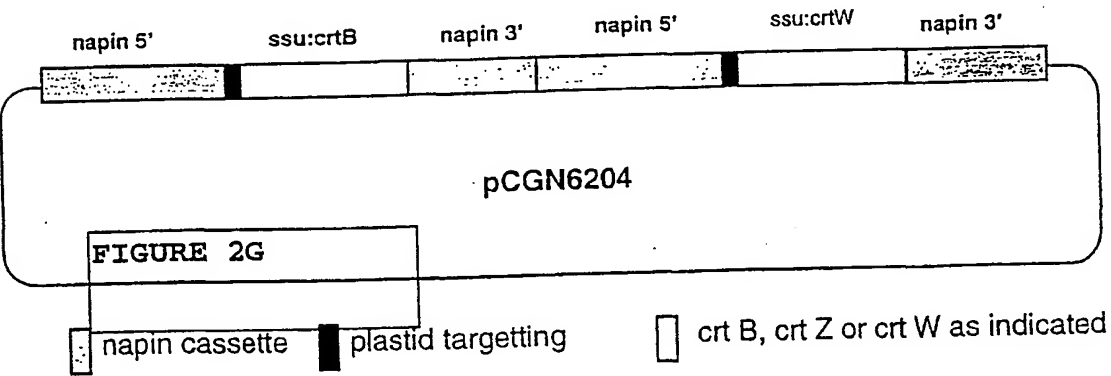 napin 5' ssu:crtB napin 3' napin 5' ssu:crtW napin 3'
pCGN6204
FIGURE 2G
napin cassette plastid targetting crt B, crt Z or crt W as indicated